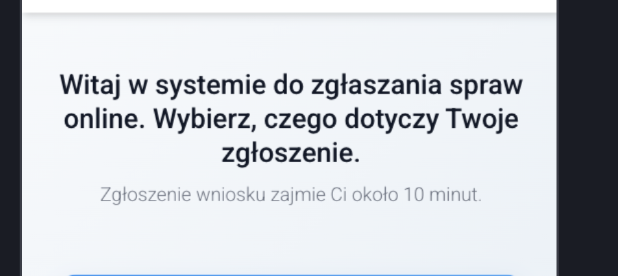 Witaj w systemie do zgłaszania spraw
online. Wybierz, czego dotyczy Twoje
zgłoszenie.
Zgłoszenie wniosku zajmie Ci około 10 minut.